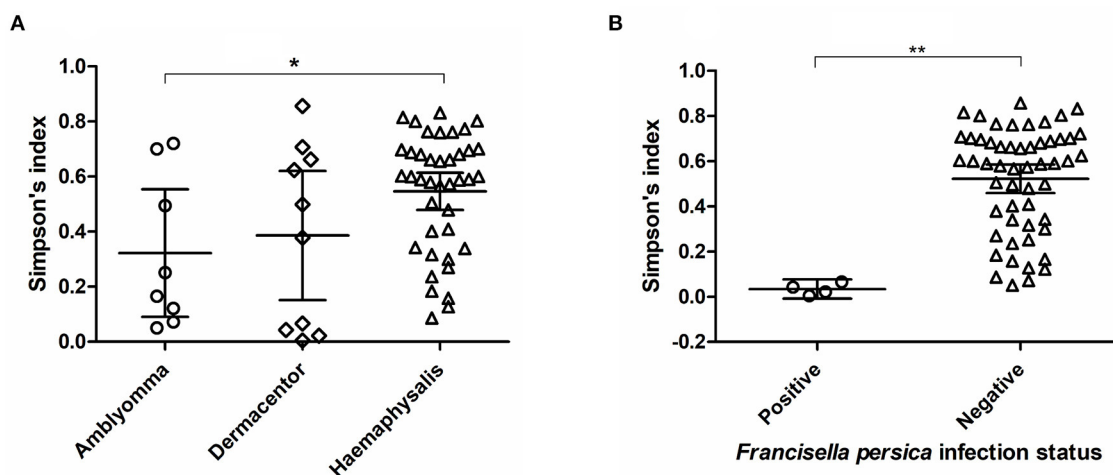 A
Simpson's index
1.0
0.8
0.6
0.4
0.2
0.0
*
Amblyomma
Dermacentor
Haemaphysalis
B
Simpson's index
1.0
0.8
0.6
0.4
0.2
0.0
-0.2
**
Positive
Negative
Francisella persica infection status